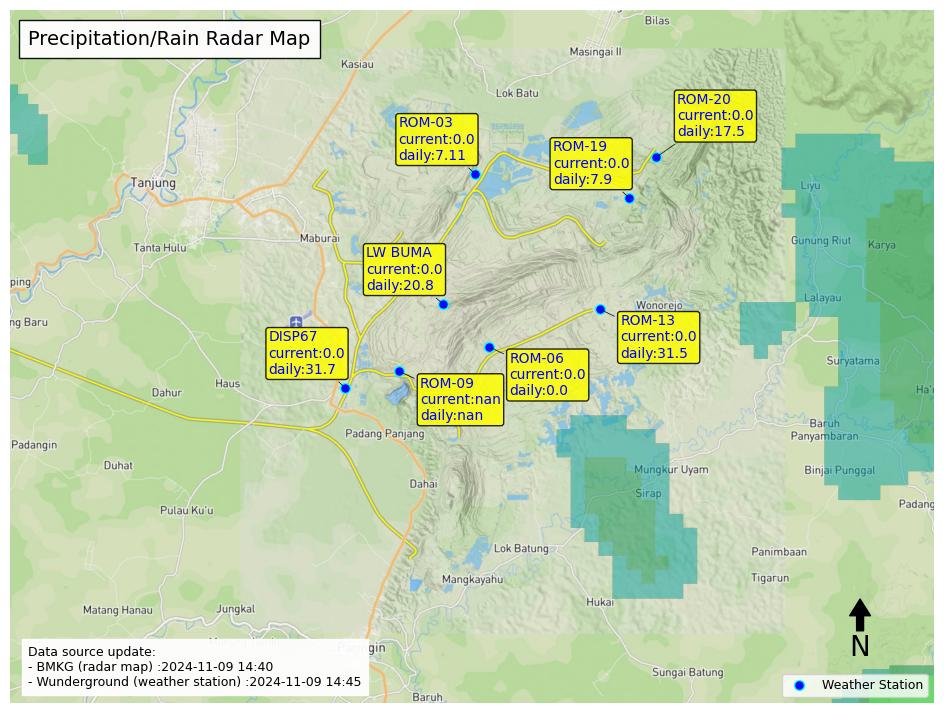 Precipitation/Rain Radar Map
Bilas
Masingai II
Kasiau
Lok Batu
ROM-20
current:0.0
daily:17.5
ROM-03
current:0.0
daily:7.11
ROM-19
current:0.0
daily:7.9
Tanjung
Liyu
Maburai
Tanta Hulu
Gunung Riut
Karya
LW BUMA
current:0.0
daily:20.8
ping
Lalayau
Wonorejo
ng Baru
ROM-13
current:0.0
daily:31.5
DISP67
current:0.0
daily:31.7
ROM-06
current:0.0
daily:0.0
Suryatama
Haus
Dahur
ROM-09
current:nan
daily:nan
Ha'
Baruh
Panyambaran
Padang Panjang
Padangin
Duhat
Mungkur Uyam
Binjai Punggal
Dahai
Sirap
Pulau Ku'u
Padang
Lok Batung
Panimbaan
Mangkayahu
Tigarun
Matang Hanau
Jungkal
Hukai
N
Data source update:
- BMKG (radar map) :2024-11-09 14:40
- Wunderground (weather station) :2024-11-09 14:45
Sungai Batung
Weather Station
Baruh